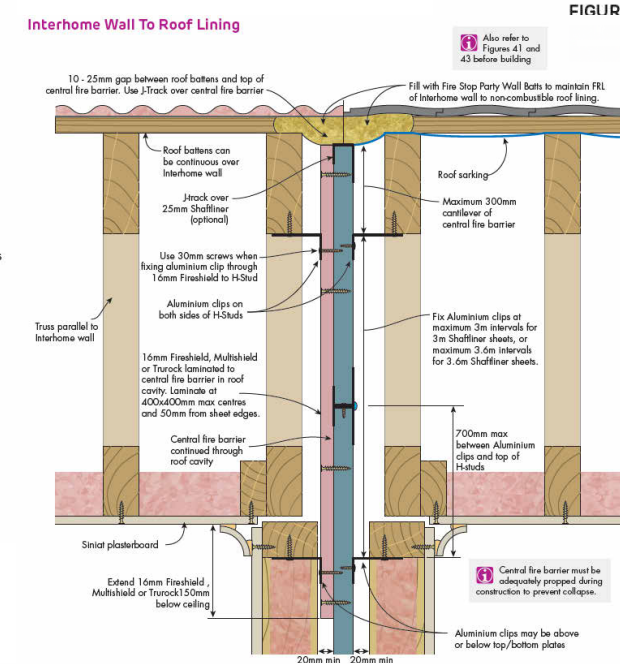 FIGUR
Interhome Wall To Roof Lining
Also refer to
Figures 41 and
43 before building
10 - 25mm gap between roof battens and top of
central fire barrier. Use J-Track over central fire barrier
Fill with Fire Stop Party Wall Batts to maintain FRL
of Interhome wall to non-combustible roof lining.
Roof battens can
be continuous over
Interhome wall
Roof sarking
J-track over
25mm Shaftliner
(optional)
Maximum 300mm
cantilever of
central fire barrier
s
Use 30mm screws when
fixing aluminium clip through
16mm Fireshield to H-Stud
Aluminium clips on
both sides of H-Studs
Truss parallel to
Interhome wall
Fix Aluminium clips at
maximum 3m intervals for
3m Shaftliner sheets, or
maximum 3.6m intervals
for 3.6m Shaftliner sheets.
16mm Fireshield, Multishield
or Trurock laminated to
central fire barrier in roof
cavity. Laminate at
400x400mm max centres
and 50mm from sheet edges.
Central fire barrier
continued through
roof cavity
700mm max
between Aluminium
clips and top of
H-studs
Siniat plasterboard
Extend 16mm Fireshield ,
Multishield or Trurock150mm
below ceiling
Central fire barrier must be
adequately propped during
construction to prevent collapse.
Aluminium clips may be above
or below top/bottom plates
20mm min 20mm min